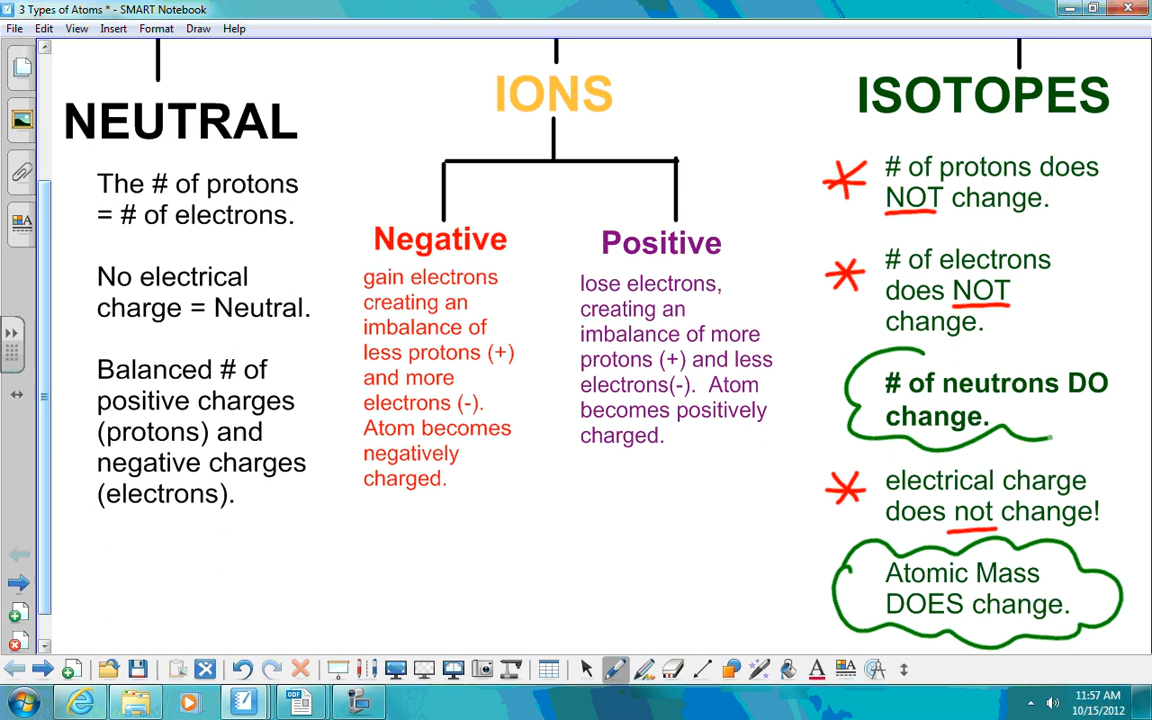 3 Types of Atoms * - SMART Notebook
File Edit View Insert Format Draw Help
NEUTRAL
The # of protons
= # of electrons.
No electrical
charge = Neutral.
Balanced # of
positive charges
(protons) and
negative charges
(electrons).
IONS
Negative
gain electrons
creating an
imbalance of
less protons (+)
and more
electrons (-).
Atom becomes
negatively
charged.
Positive
lose electrons,
creating an
imbalance of more
protons (+) and less
electrons(-). Atom
becomes positively
charged.
ISOTOPES
# of protons does
NOT change.
# of electrons
does NOT
change.
# of neutrons DO
change.
electrical charge
does not change!
Atomic Mass
DOES change.
11:57 AM
10/15/2012